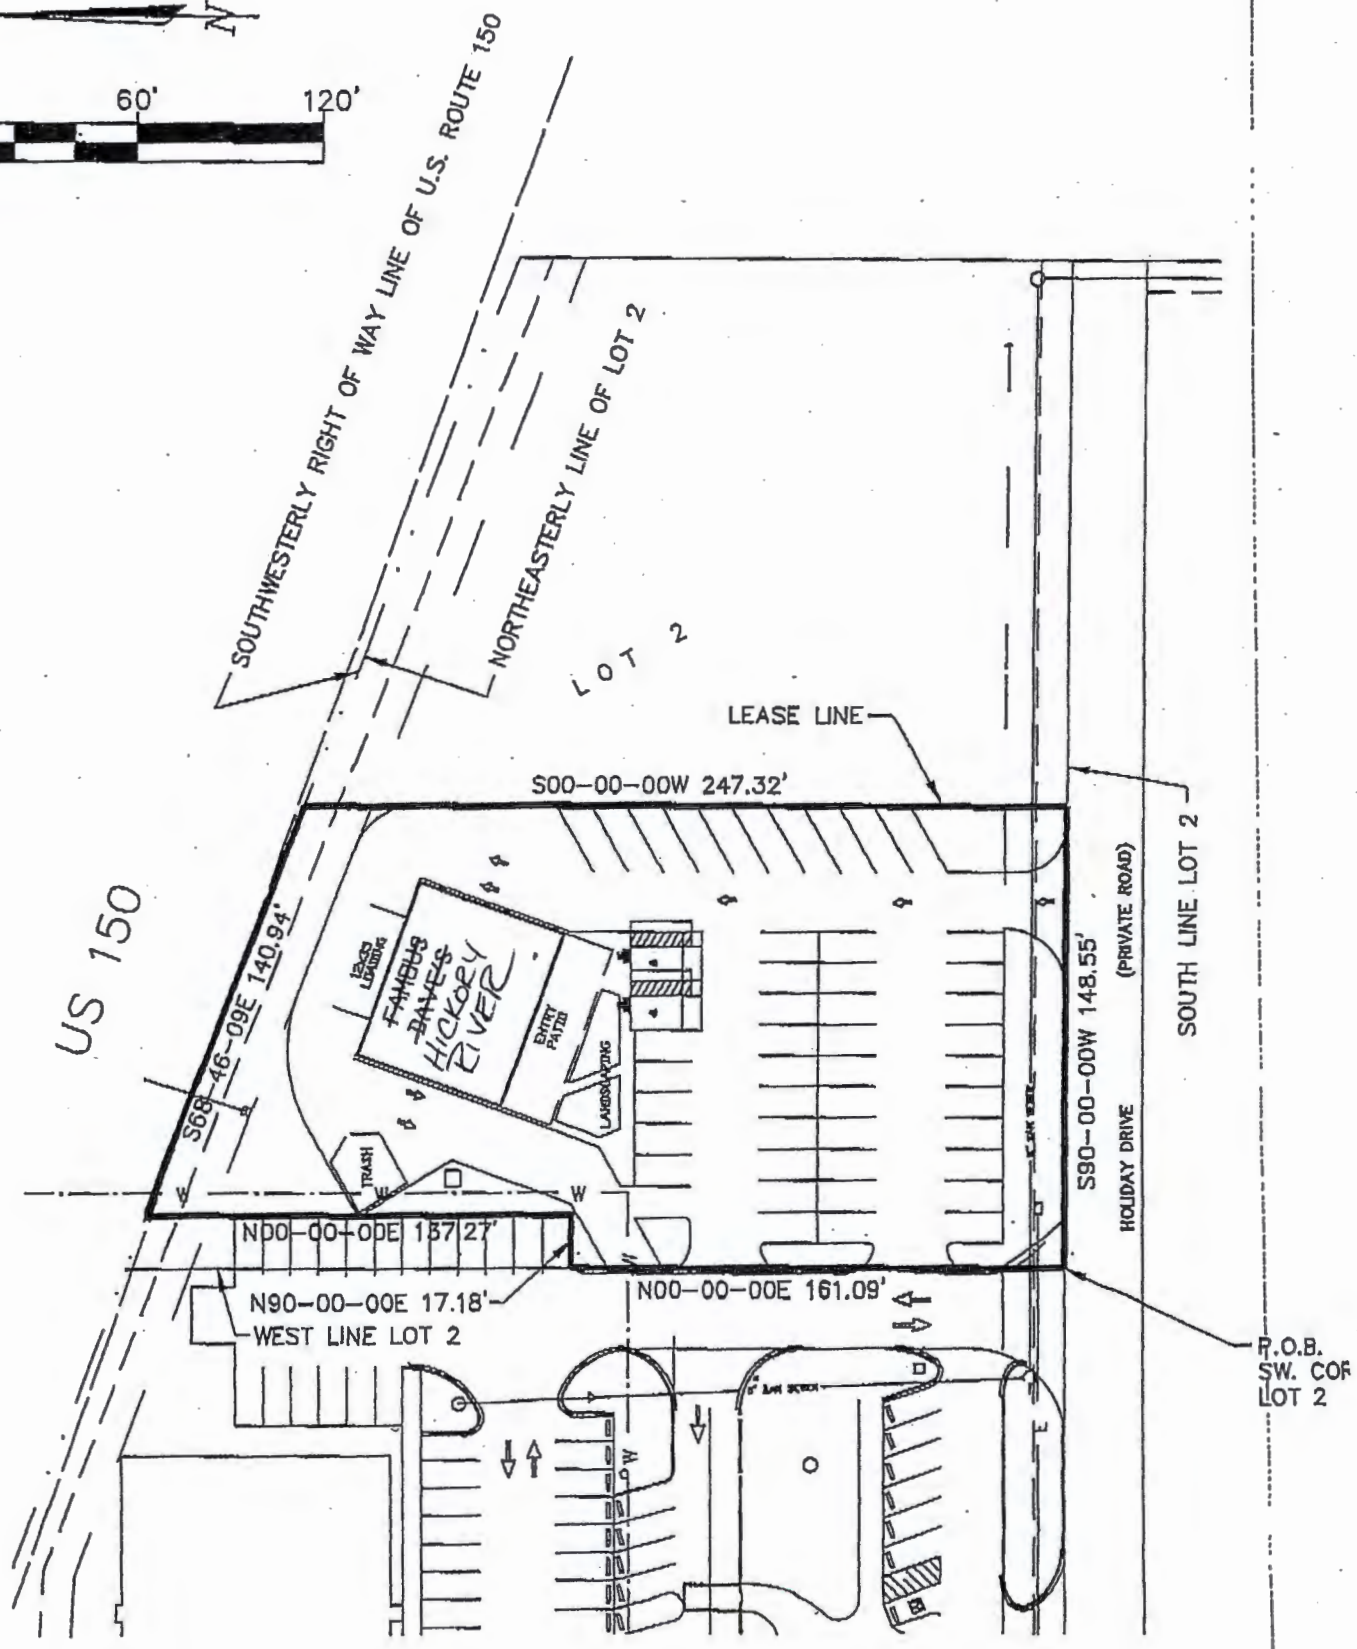 N
60' 120'
SOUTHWESTERLY RIGHT OF WAY LINE OF U.S. ROUTE 150
NORTHEASTERLY LINE OF LOT 2
LOT 2
LEASE LINE
S00-00-00W 247.32'
US 150
S68-46-09E 140.94'
12x33
LOADING
FAMOUS
DAVE'S
HICKORY
RIVER
ENTRY
PATIO
LANDSCAPING
TRASH
S90-00-00W 148.55'
HOLIDAY DRIVE (PRIVATE ROAD)
SOUTH LINE LOT 2
W W W
W
N00-00-00E 137.27'
N90-00-00E 17.18'
WEST LINE LOT 2
N00-00-00E 161.09'
P.O.B.
SW. COR
LOT 2
W
E